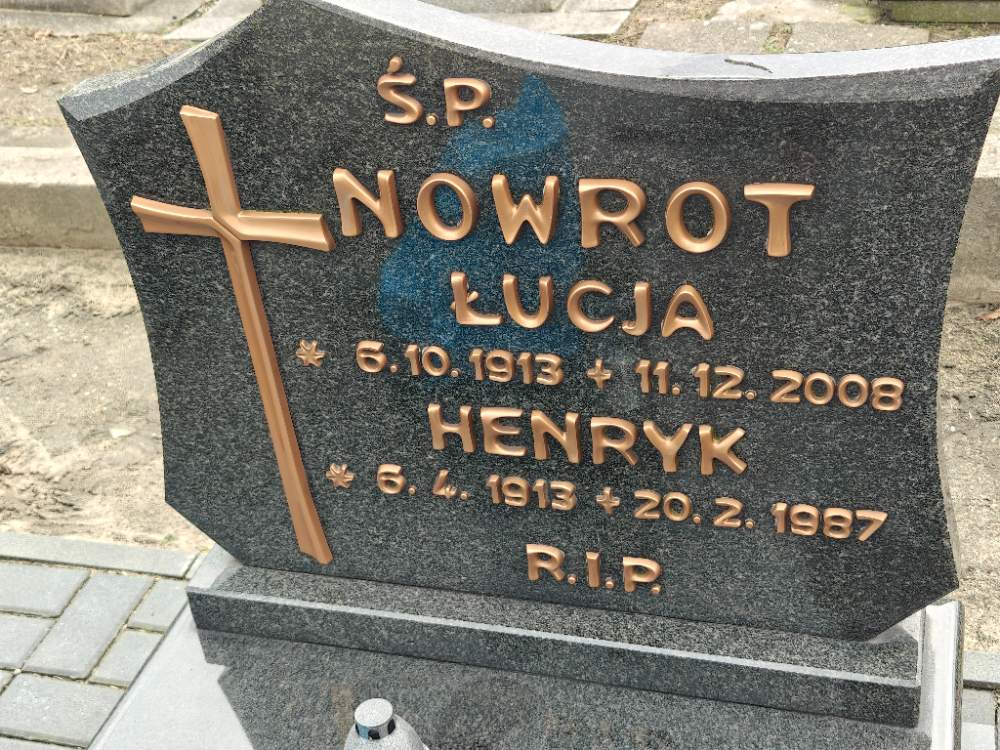 Ś.P.
NOWROT
ŁUCJA
* 6.10.1913 + 11.12.2008
HENRYK
* 6.4.1913 + 20.2.1987
R.I.P.